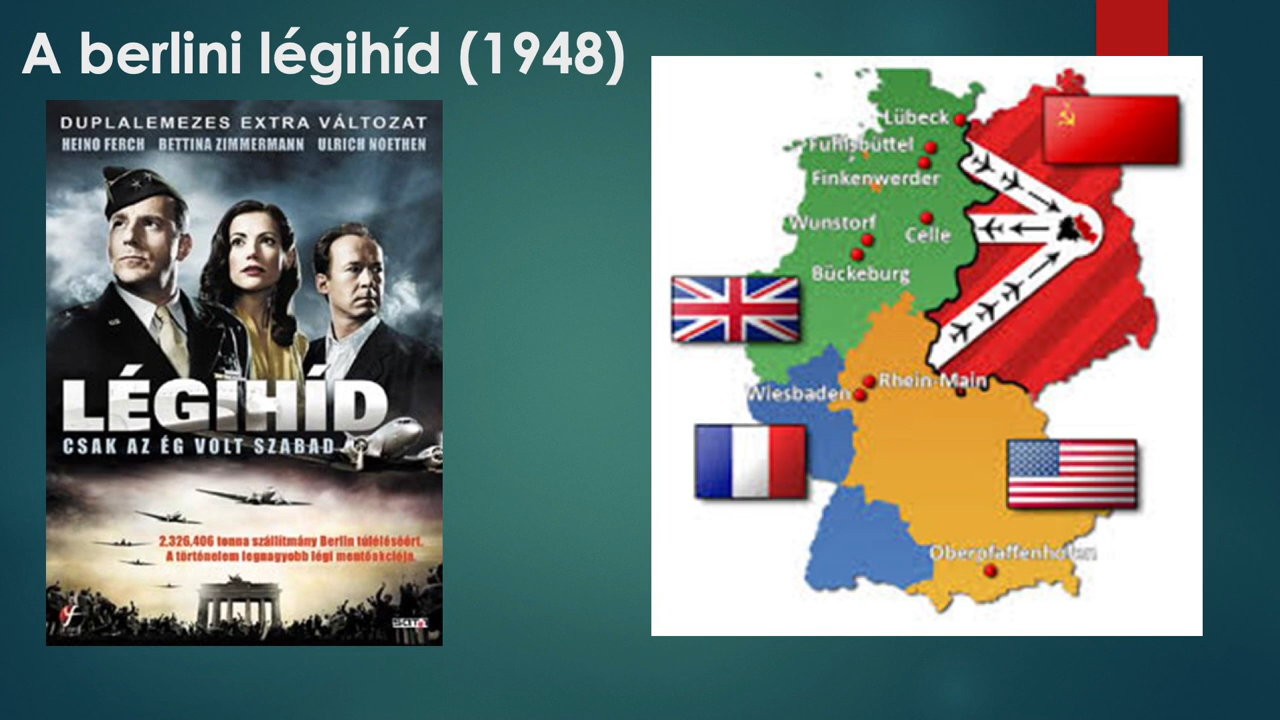 A berlini légihíd (1948)
DUPLALEMEZES EXTRA VÁLTOZAT
HEINO FERCH BETTINA ZIMMERMANN ULRICH NOETHEN
LÉGIHÍD
CSAK AZ ÉG VOLT SZABAD
2,326,406 tonna szállítmány Berlin túléléséért.
A történelem legnagyobb légi mentőakciója.
SAT.1
Lübeck
Fuhlsbüttel
Finkenwerder
Wunstorf
Celle
Bückeburg
Rhein-Main
Wiesbaden
Oberpfaffenhofen